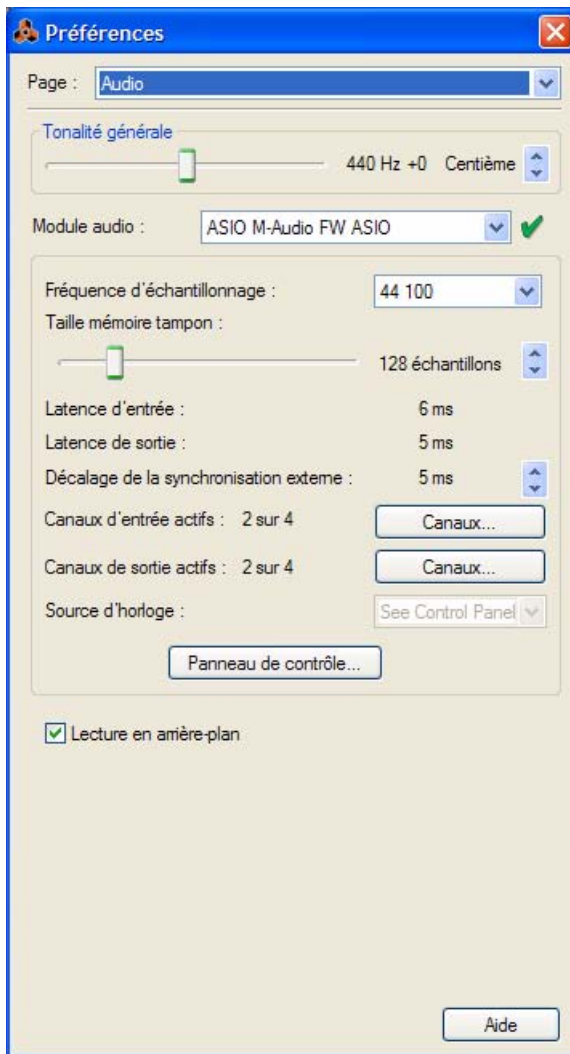 Préférences
Page : Audio
Tonalité générale
440 Hz +0 Centième
Module audio : ASIO M-Audio FW ASIO
Fréquence d'échantillonnage : 44 100
Taille mémoire tampon :
128 échantillons
Latence d'entrée : 6 ms
Latence de sortie : 5 ms
Décalage de la synchronisation externe : 5 ms
Canaux d'entrée actifs : 2 sur 4 Canaux...
Canaux de sortie actifs : 2 sur 4 Canaux...
Source d'horloge : See Control Panel
Panneau de contrôle...
Lecture en arrière-plan
Aide